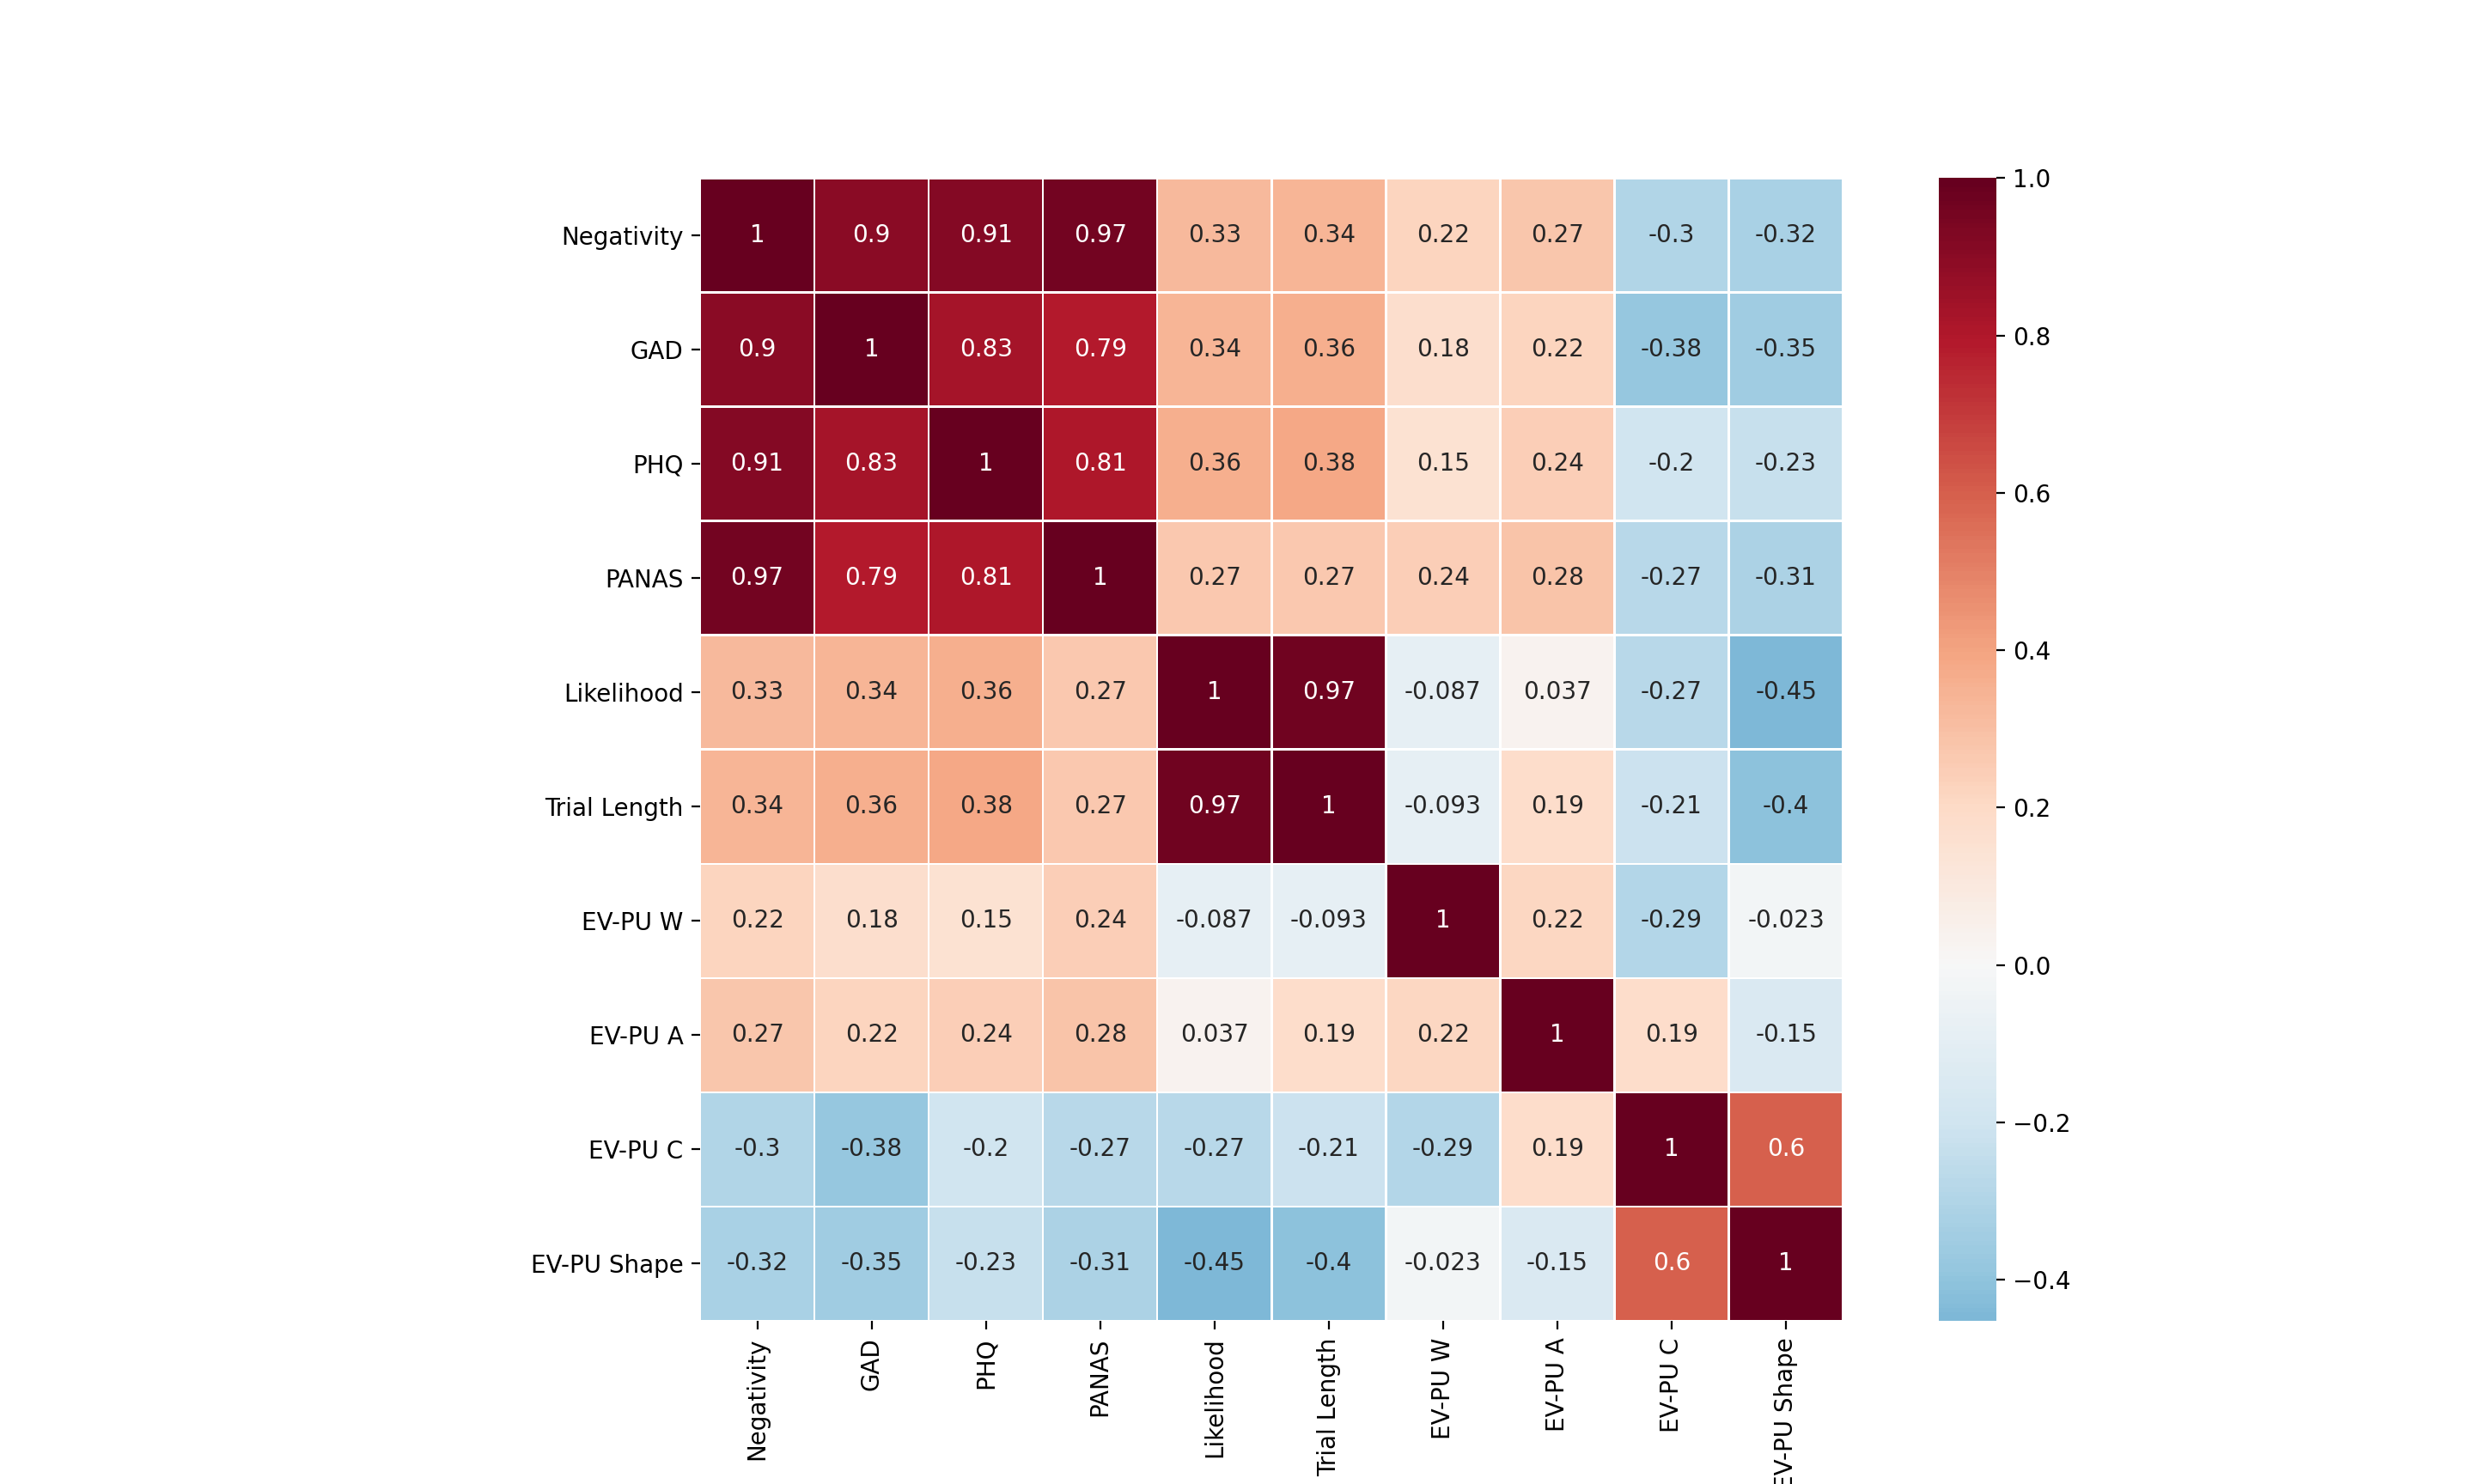 Negativity 1 0.9 0.91 0.97 0.33 0.34 0.22 0.27 -0.3 -0.32
GAD 0.9 1 0.83 0.79 0.34 0.36 0.18 0.22 -0.38 -0.35
PHQ 0.91 0.83 1 0.81 0.36 0.38 0.15 0.24 -0.2 -0.23
PANAS 0.97 0.79 0.81 1 0.27 0.27 0.24 0.28 -0.27 -0.31
Likelihood 0.33 0.34 0.36 0.27 1 0.97 -0.087 0.037 -0.27 -0.45
Trial Length 0.34 0.36 0.38 0.27 0.97 1 -0.093 0.19 -0.21 -0.4
EV-PU W 0.22 0.18 0.15 0.24 -0.087 -0.093 1 0.22 -0.29 -0.023
EV-PU A 0.27 0.22 0.24 0.28 0.037 0.19 0.22 1 0.19 -0.15
EV-PU C -0.3 -0.38 -0.2 -0.27 -0.27 -0.21 -0.29 0.19 1 0.6
EV-PU Shape -0.32 -0.35 -0.23 -0.31 -0.45 -0.4 -0.023 -0.15 0.6 1
Negativity
GAD
PHQ
PANAS
Likelihood
Trial Length
EV-PU W
EV-PU A
EV-PU C
EV-PU Shape
1.0
0.8
0.6
0.4
0.2
0.0
−0.2
−0.4